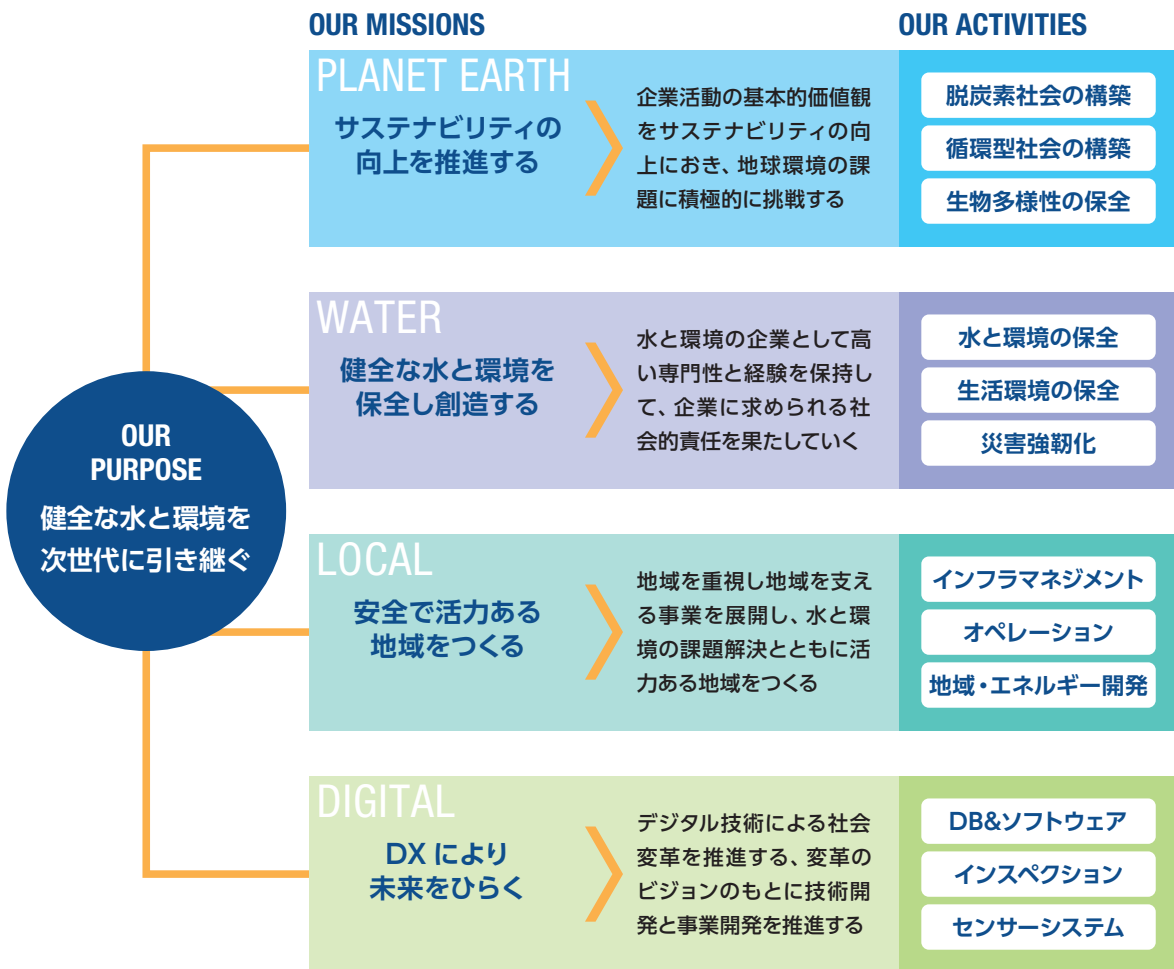 OUR MISSIONS
OUR ACTIVITIES
OUR
PURPOSE
健全な水と環境を
次世代に引き継ぐ
PLANET EARTH
サステナビリティの
向上を推進する
企業活動の基本的価値観
をサステナビリティの向
上におき、地球環境の課
題に積極的に挑戦する
脱炭素社会の構築
循環型社会の構築
生物多様性の保全
WATER
健全な水と環境を
保全し創造する
水と環境の企業として高
い専門性と経験を保持し
て、企業に求められる社
会的責任を果たしていく
水と環境の保全
生活環境の保全
災害強靭化
LOCAL
安全で活力ある
地域をつくる
地域を重視し地域を支え
る事業を展開し、水と環
境の課題解決とともに活
力ある地域をつくる
インフラマネジメント
オペレーション
地域・エネルギー開発
DIGITAL
DX により
未来をひらく
デジタル技術による社会
変革を推進する、変革の
ビジョンのもとに技術開
発と事業開発を推進する
DB&ソフトウェア
インスペクション
センサーシステム